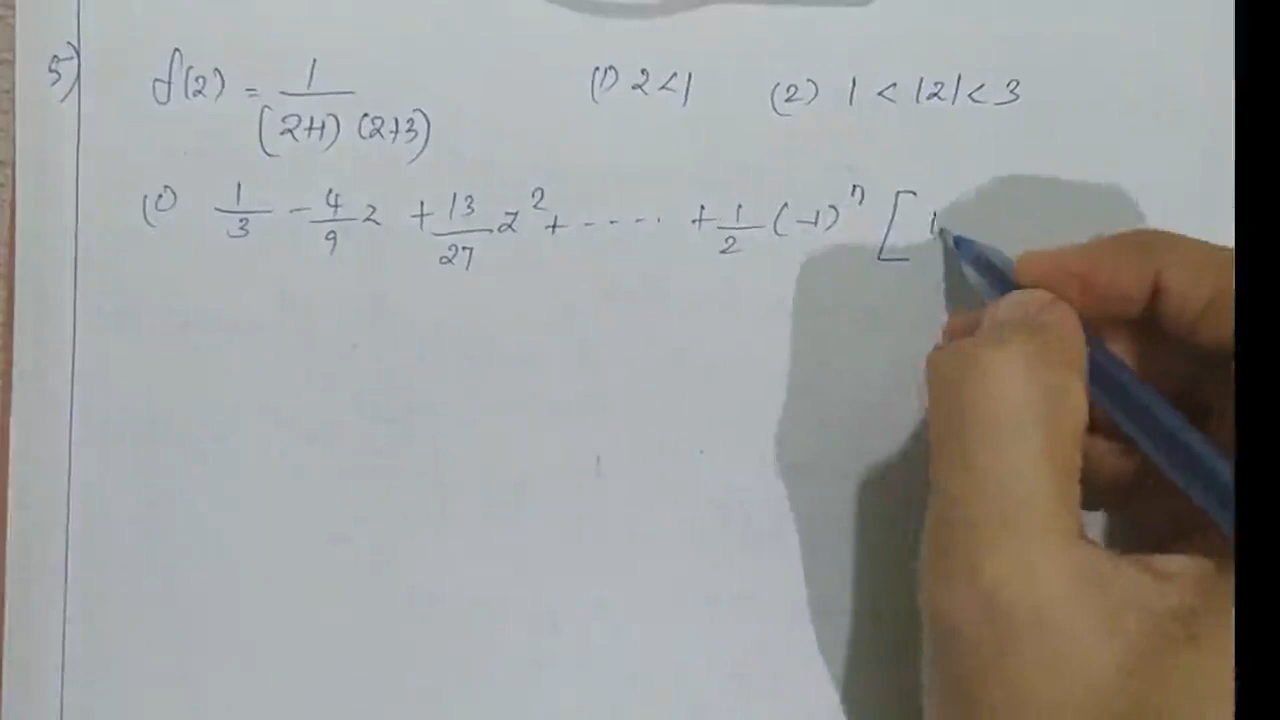 5) f(z) = 1/((z+1)(z+3)) (1) z<1 (2) 1 < |z| < 3
(1) 1/3 - 4/9 z + 13/27 z² + ----- + 1/2 (-1)ⁿ [ 1